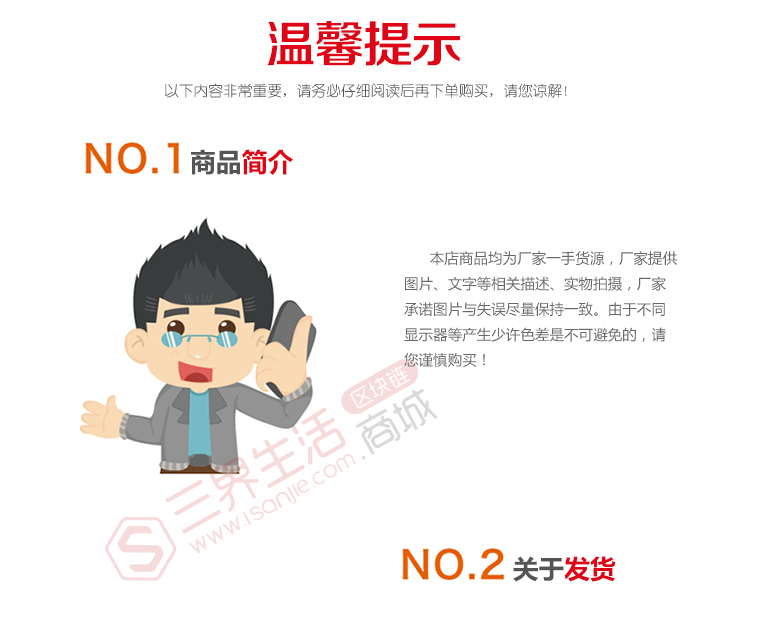 温馨提示
以下内容非常重要，请务必仔细阅读后再下单购买，请您谅解!
NO.1商品简介
本店商品均为厂家一手货源，厂家提供
图片、文字等相关描述、实物拍摄，厂家
承诺图片与失误尽量保持一致。由于不同
显示器等产生少许色差是不可避免的，请
您谨慎购买！
三界生活区块链商城
www.isanjie.com
NO.2关于发货